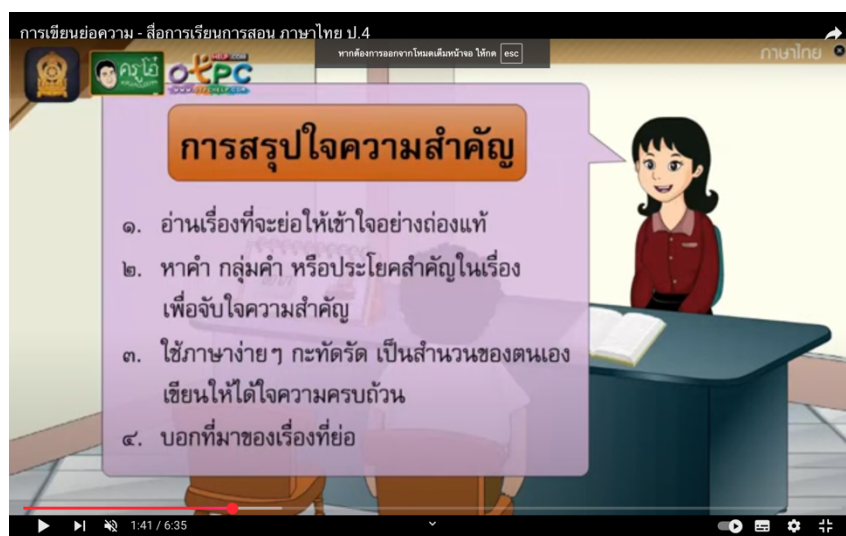 การเขียนย่อความ - สื่อการเรียนการสอน ภาษาไทย ป.4
หากต้องการออกจากโหมดเต็มหน้าจอ ให้กด esc
ภาษาไทย
ครูโอ๋
OTPC
HELP.COM
การสรุปใจความสำคัญ
๑. อ่านเรื่องที่จะย่อให้เข้าใจอย่างถ่องแท้
๒. หาคำ กลุ่มคำ หรือประโยคสำคัญในเรื่อง
เพื่อจับใจความสำคัญ
๓. ใช้ภาษาง่าย ๆ กะทัดรัด เป็นสำนวนของตนเอง
เขียนให้ได้ใจความครบถ้วน
๔. บอกที่มาของเรื่องที่ย่อ
1:41 / 6:35